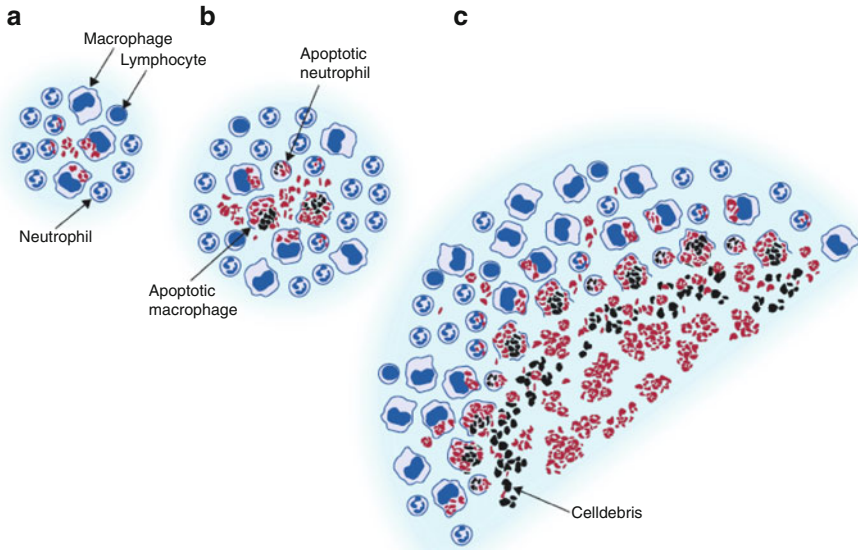 a
Macrophage
Lymphocyte
Neutrophil
b
Apoptotic
neutrophil
Apoptotic
macrophage
c
Celldebris